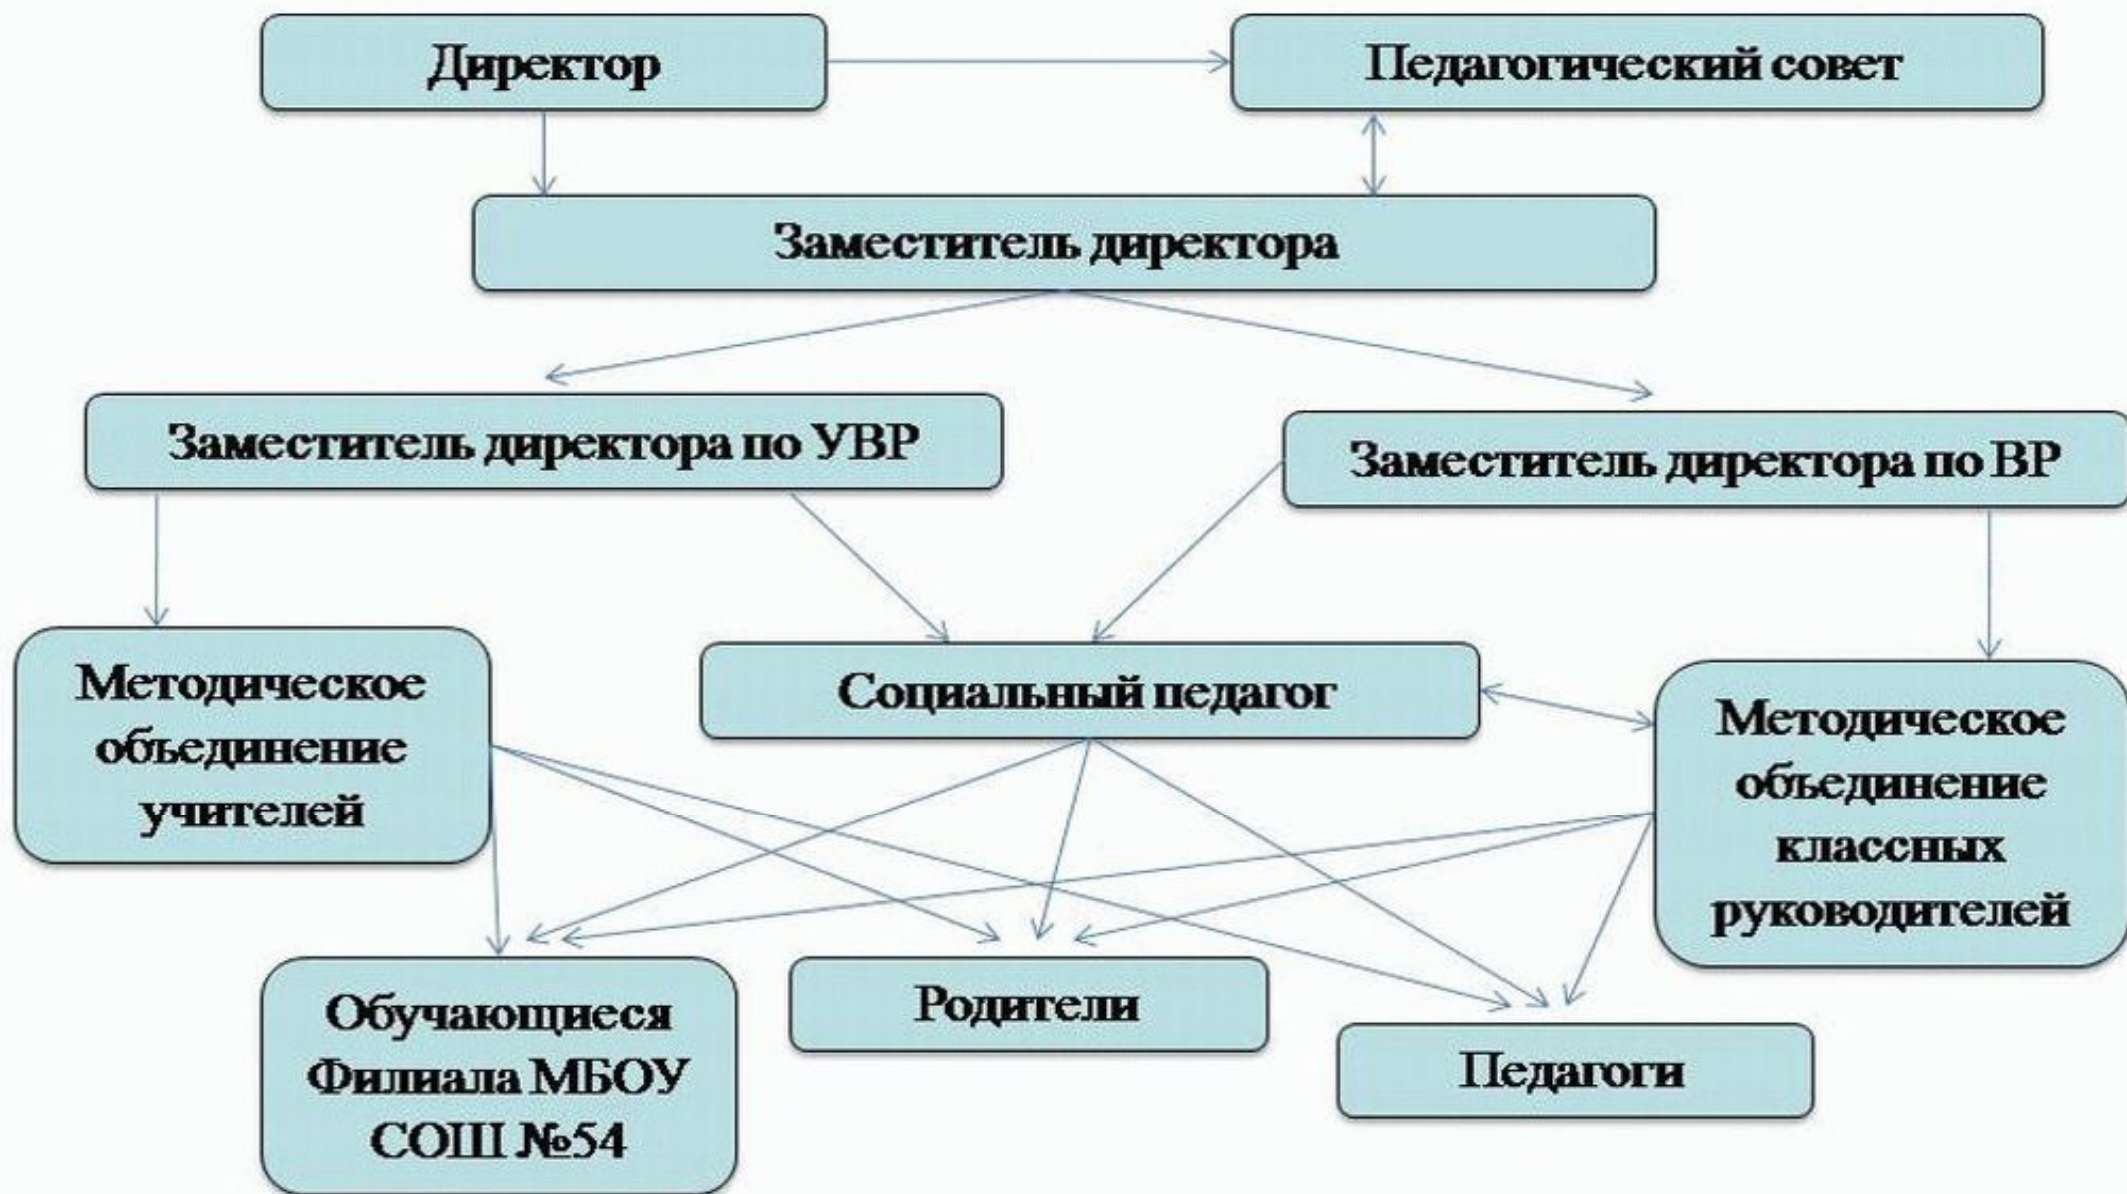 Директор
Педагогический совет
Заместитель директора
Заместитель директора по УВР
Заместитель директора по ВР
Методическое
объединение
учителей
Социальный педагог
Методическое
объединение
классных
руководителей
Обучающиеся
Филиала МБОУ
СОШ №54
Родители
Педагоги